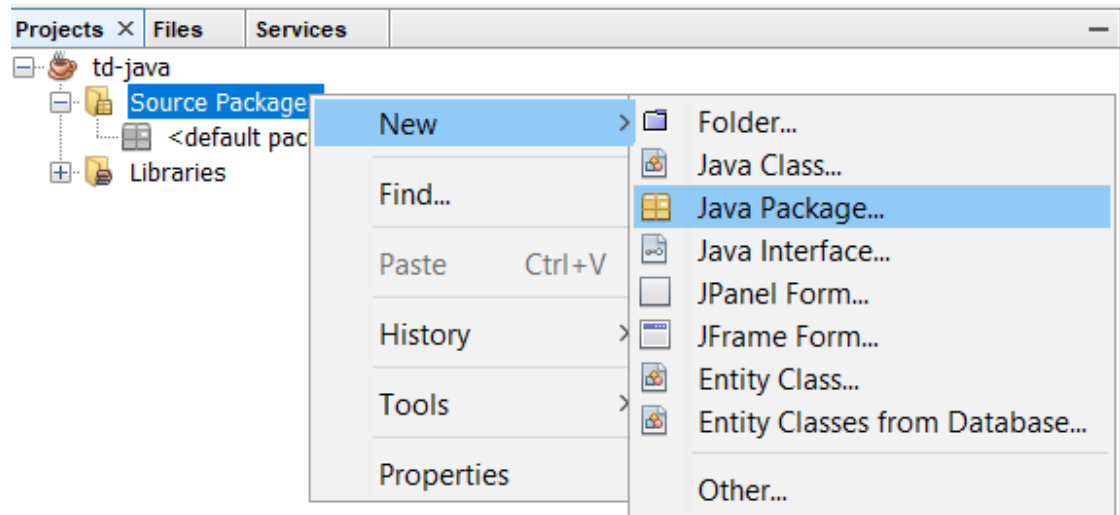 Projects × Files Services
td-java
Source Package
<default pac
Libraries
New
Find...
Paste Ctrl+V
History
Tools
Properties
Folder...
Java Class...
Java Package...
Java Interface...
JPanel Form...
JFrame Form...
Entity Class...
Entity Classes from Database...
Other...